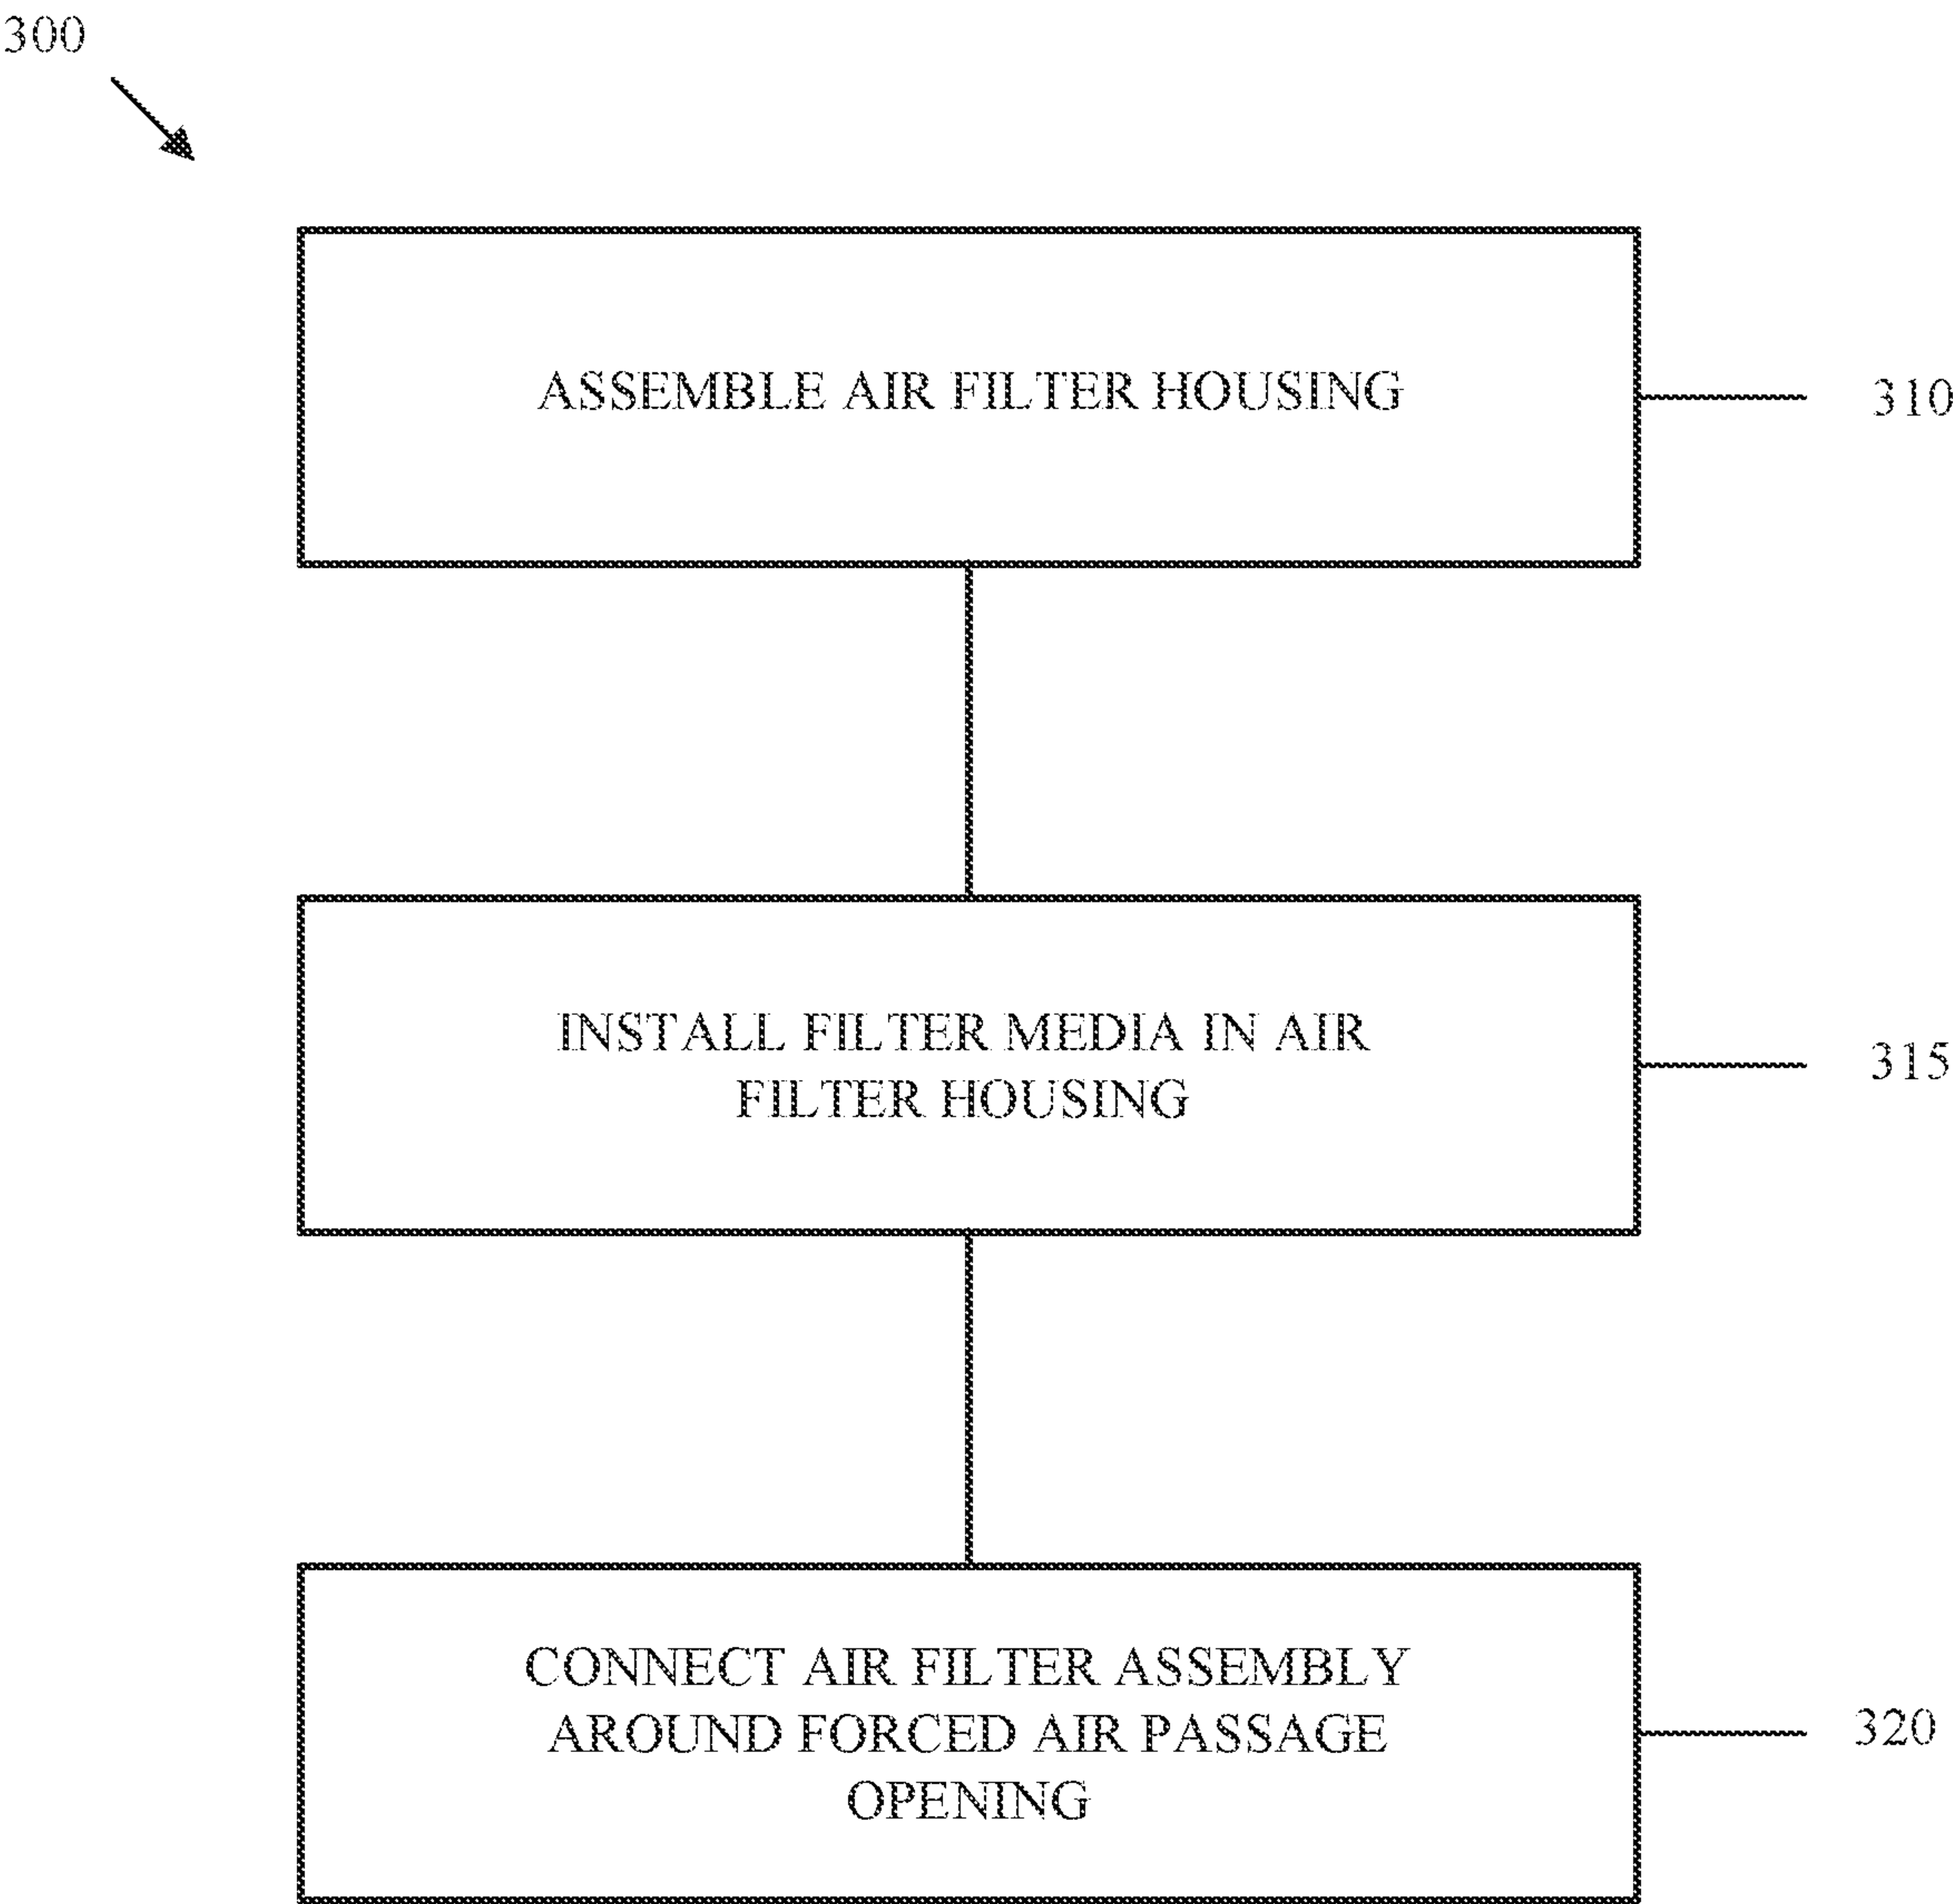 300
ASSEMBLE AIR FILTER HOUSING
310
INSTALL FILTER MEDIA IN AIR
FILTER HOUSING
315
CONNECT AIR FILTER ASSEMBLY
AROUND FORCED AIR PASSAGE
OPENING
320